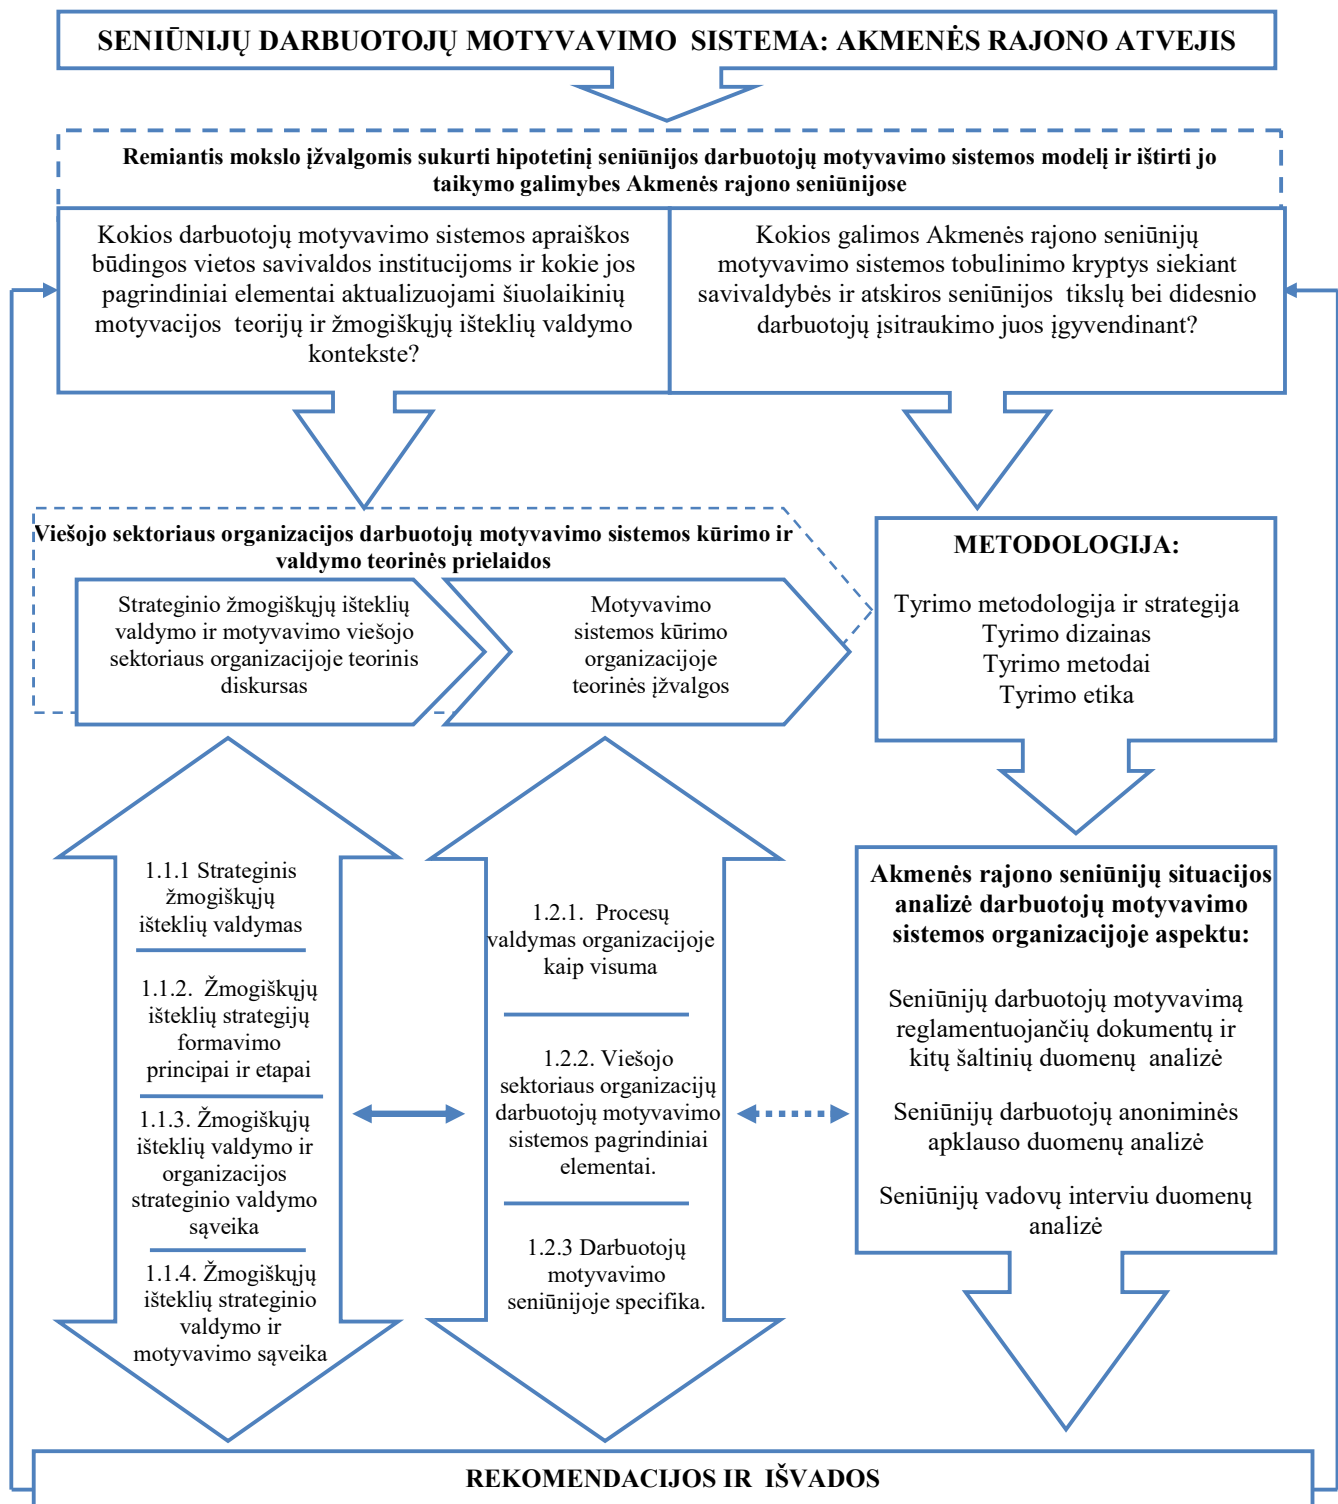 SENIŪNIJŲ DARBUOTOJŲ MOTYVAVIMO SISTEMA: AKMENĖS RAJONO ATVEJIS
Remiantis mokslo įžvalgomis sukurti hipotetinį seniūnijos darbuotojų motyvavimo sistemos modelį ir ištirti jo
taikymo galimybes Akmenės rajono seniūnijose
Kokios darbuotojų motyvavimo sistemos apraiškos
būdingos vietos savivaldos institucijoms ir kokie jos
pagrindiniai elementai aktualizuojami šiuolaikinių
motyvacijos teorijų ir žmogiškųjų išteklių valdymo
kontekste?
Kokios galimos Akmenės rajono seniūnijų
motyvavimo sistemos tobulinimo kryptys siekiant
savivaldybės ir atskiros seniūnijos tikslų bei didesnio
darbuotojų įsitraukimo juos įgyvendinant?
Viešojo sektoriaus organizacijos darbuotojų motyvavimo sistemos kūrimo ir
valdymo teorinės prielaidos
Strateginio žmogiškųjų išteklių
valdymo ir motyvavimo viešojo
sektoriaus organizacijoje teorinis
diskursas
Motyvavimo
sistemos kūrimo
organizacijoje
teorinės įžvalgos
METODOLOGIJA:
Tyrimo metodologija ir strategija
Tyrimo dizainas
Tyrimo metodai
Tyrimo etika
1.1.1 Strateginis
žmogiškųjų
išteklių valdymas
1.1.2. Žmogiškųjų
išteklių strategijų
formavimo
principai ir etapai
1.1.3. Žmogiškųjų
išteklių valdymo ir
organizacijos
strateginio valdymo
sąveika
1.1.4. Žmogiškųjų
išteklių strateginio
valdymo ir
motyvavimo sąveika
1.2.1. Procesų
valdymas organizacijoje
kaip visuma
1.2.2. Viešojo
sektoriaus organizacijų
darbuotojų motyvavimo
sistemos pagrindiniai
elementai.
1.2.3 Darbuotojų
motyvavimo
seniūnijoje specifika.
Akmenės rajono seniūnijų situacijos
analizė darbuotojų motyvavimo
sistemos organizacijoje aspektu:
Seniūnijų darbuotojų motyvavimą
reglamentuojančių dokumentų ir
kitų šaltinių duomenų analizė
Seniūnijų darbuotojų anoniminės
apklauso duomenų analizė
Seniūnijų vadovų interviu duomenų
analizė
REKOMENDACIJOS IR IŠVADOS